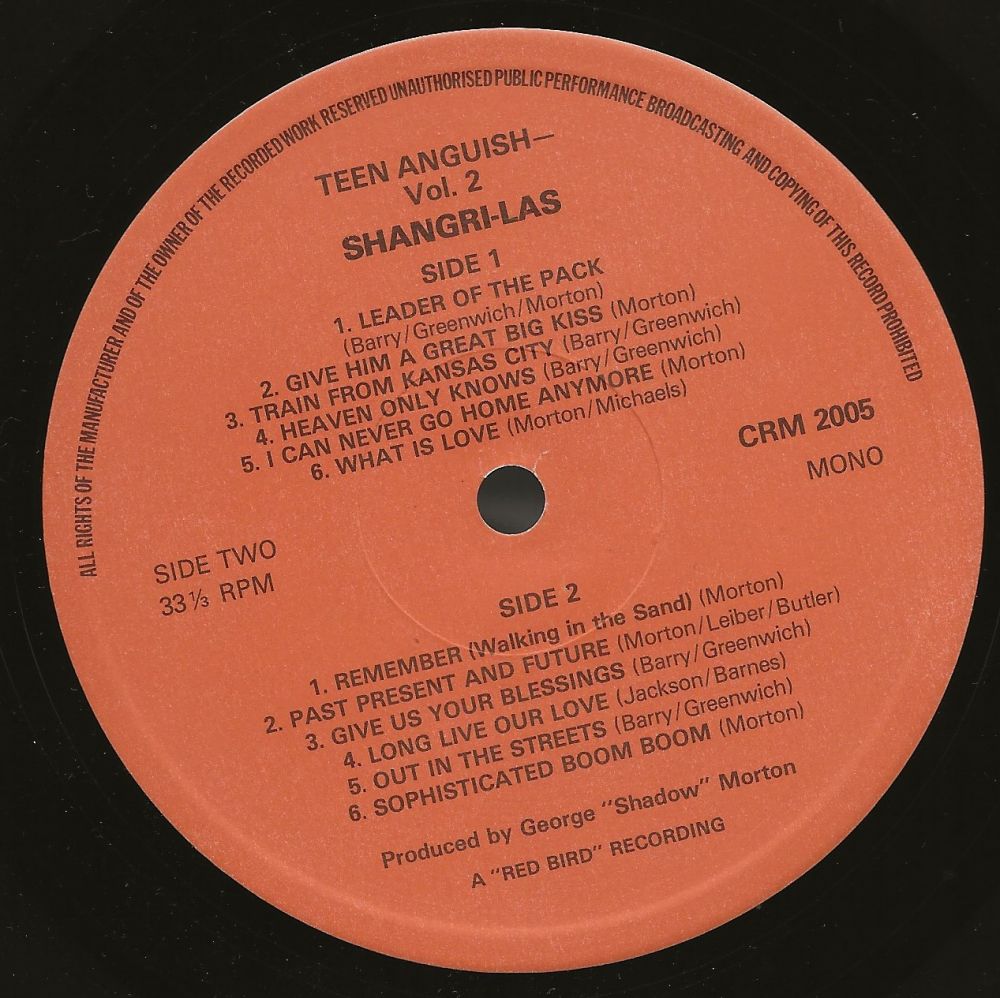 ALL RIGHTS OF THE MANUFACTURER AND OF THE OWNER OF THE RECORDED WORK RESERVED UNAUTHORISED PUBLIC PERFORMANCE BROADCASTING AND COPYING OF THIS RECORD PROHIBITED
TEEN ANGUISH—
Vol. 2
SHANGRI-LAS
SIDE 1
1. LEADER OF THE PACK
(Barry/Greenwich/Morton)
2. GIVE HIM A GREAT BIG KISS (Morton)
3. TRAIN FROM KANSAS CITY (Barry/Greenwich)
4. HEAVEN ONLY KNOWS (Barry/Greenwich)
5. I CAN NEVER GO HOME ANYMORE (Morton)
6. WHAT IS LOVE (Morton/Michaels)
CRM 2005
MONO
SIDE TWO
33⅓ RPM
SIDE 2
1. REMEMBER (Walking in the Sand) (Morton)
2. PAST PRESENT AND FUTURE (Morton/Leiber/Butler)
3. GIVE US YOUR BLESSINGS (Barry/Greenwich)
4. LONG LIVE OUR LOVE (Jackson/Barnes)
5. OUT IN THE STREETS (Barry/Greenwich)
6. SOPHISTICATED BOOM BOOM (Morton)
Produced by George "Shadow" Morton
A "RED BIRD" RECORDING